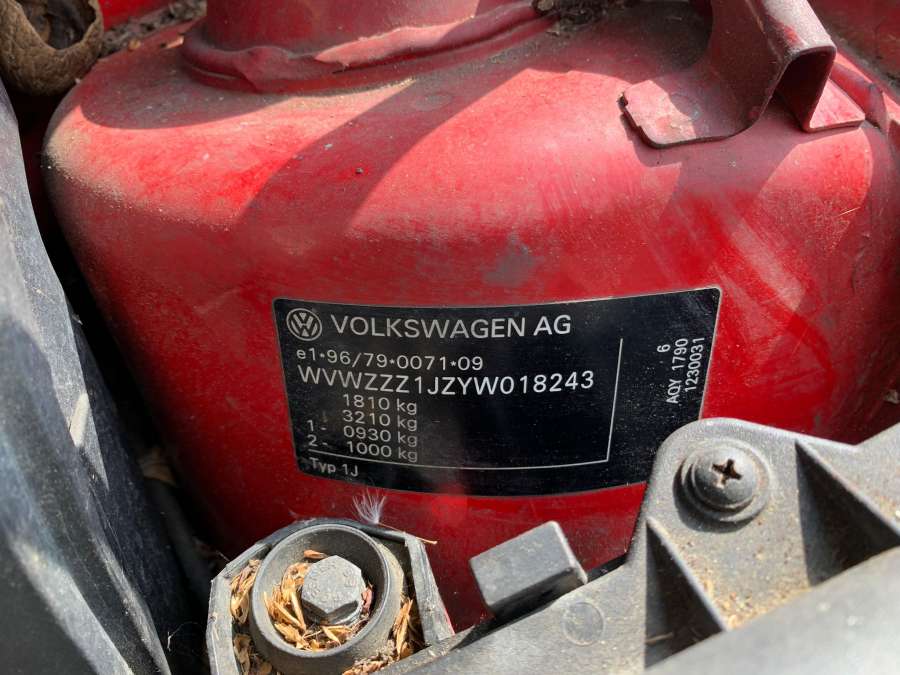 VOLKSWAGEN AG
e1*96/79*0071*09
WVWZZZ1JZYW018243
1810 kg
3210 kg
1- 0930 kg
2- 1000 kg
Typ 1J
6
AQY 1790
1230031